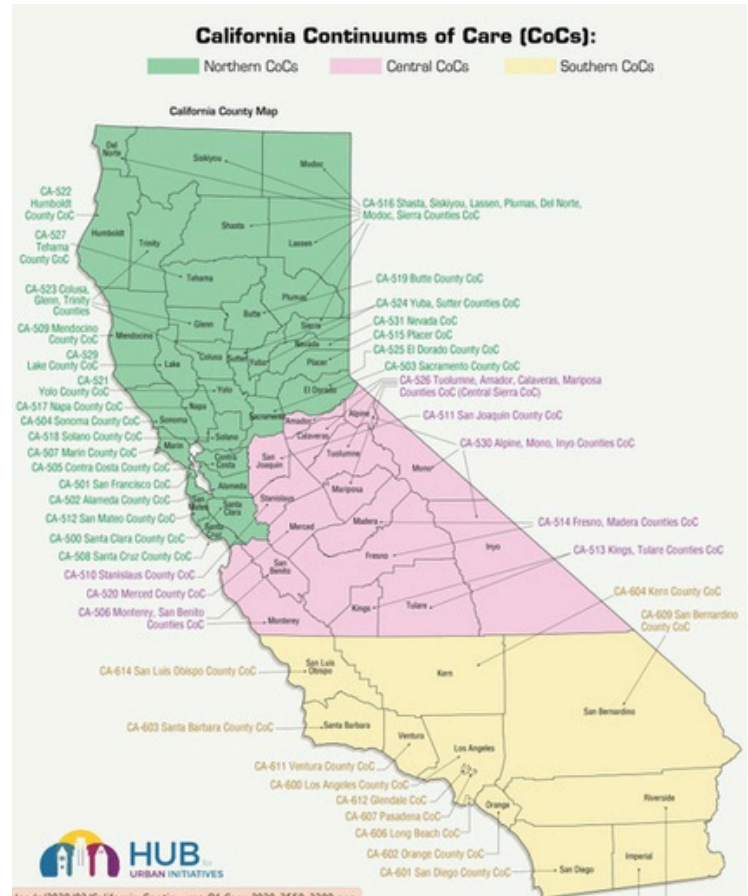 California Continuums of Care (CoCs):
Northern CoCs
Central CoCs
Southern CoCs
California County Map
Del
Norte
Siskiyou
Modoc
CA-522
Humboldt
County CoC
Humboldt
Trinity
Shasta
Lassen
CA-516 Shasta, Siskiyou, Lassen, Plumas, Del Norte,
Modoc, Sierra Counties CoC
CA-527
Tehama
County CoC
Tehama
Plumas
CA-519 Butte County CoC
CA-523 Colusa,
Glenn, Trinity
Counties
Glenn
Butte
Sierra
CA-524 Yuba, Sutter Counties CoC
CA-531 Nevada CoC
CA-509 Mendocino
County CoC
Mendocino
Lake
Colusa
Sutter
Yuba
Nevada
Placer
CA-515 Placer CoC
CA-525 El Dorado County CoC
CA-529
Lake County CoC
CA-503 Sacramento County CoC
CA-521
Yolo County CoC
Yolo
El Dorado
CA-526 Tuolumne, Amador, Calaveras, Mariposa
Counties CoC (Central Sierra CoC)
CA-517 Napa County CoC
Napa
CA-504 Sonoma County CoC
Sonoma
Sacramento
Amador
Alpine
CA-511 San Joaquin County CoC
CA-518 Solano County CoC
Solano
Calaveras
CA-507 Marin County CoC
Marin
CA-530 Alpine, Mono, Inyo Counties CoC
CA-505 Contra Costa County CoC
Contra
Costa
San
Joaquin
Tuolumne
Mono
CA-501 San Francisco CoC
CA-502 Alameda County CoC
Alameda
Stanislaus
Mariposa
CA-512 San Mateo County CoC
San
Mateo
Santa
Clara
Merced
Madera
CA-514 Fresno, Madera Counties CoC
CA-500 Santa Clara County CoC
Santa
Cruz
CA-508 Santa Cruz County CoC
Fresno
Inyo
CA-513 Kings, Tulare Counties CoC
CA-510 Stanislaus County CoC
San
Benito
CA-520 Merced County CoC
CA-506 Monterey, San Benito
Counties CoC
Monterey
Kings
Tulare
CA-604 Kern County CoC
CA-609 San Bernardino
County CoC
CA-614 San Luis Obispo County CoC
San Luis
Obispo
Kern
San Bernardino
CA-603 Santa Barbara County CoC
Santa Barbara
Ventura
Los Angeles
CA-611 Ventura County CoC
CA-600 Los Angeles County CoC
CA-612 Glendale CoC
CA-607 Pasadena CoC
Orange
Riverside
CA-606 Long Beach CoC
CA-602 Orange County CoC
CA-601 San Diego County CoC
San Diego
Imperial
HUB for
URBAN INITIATIVES